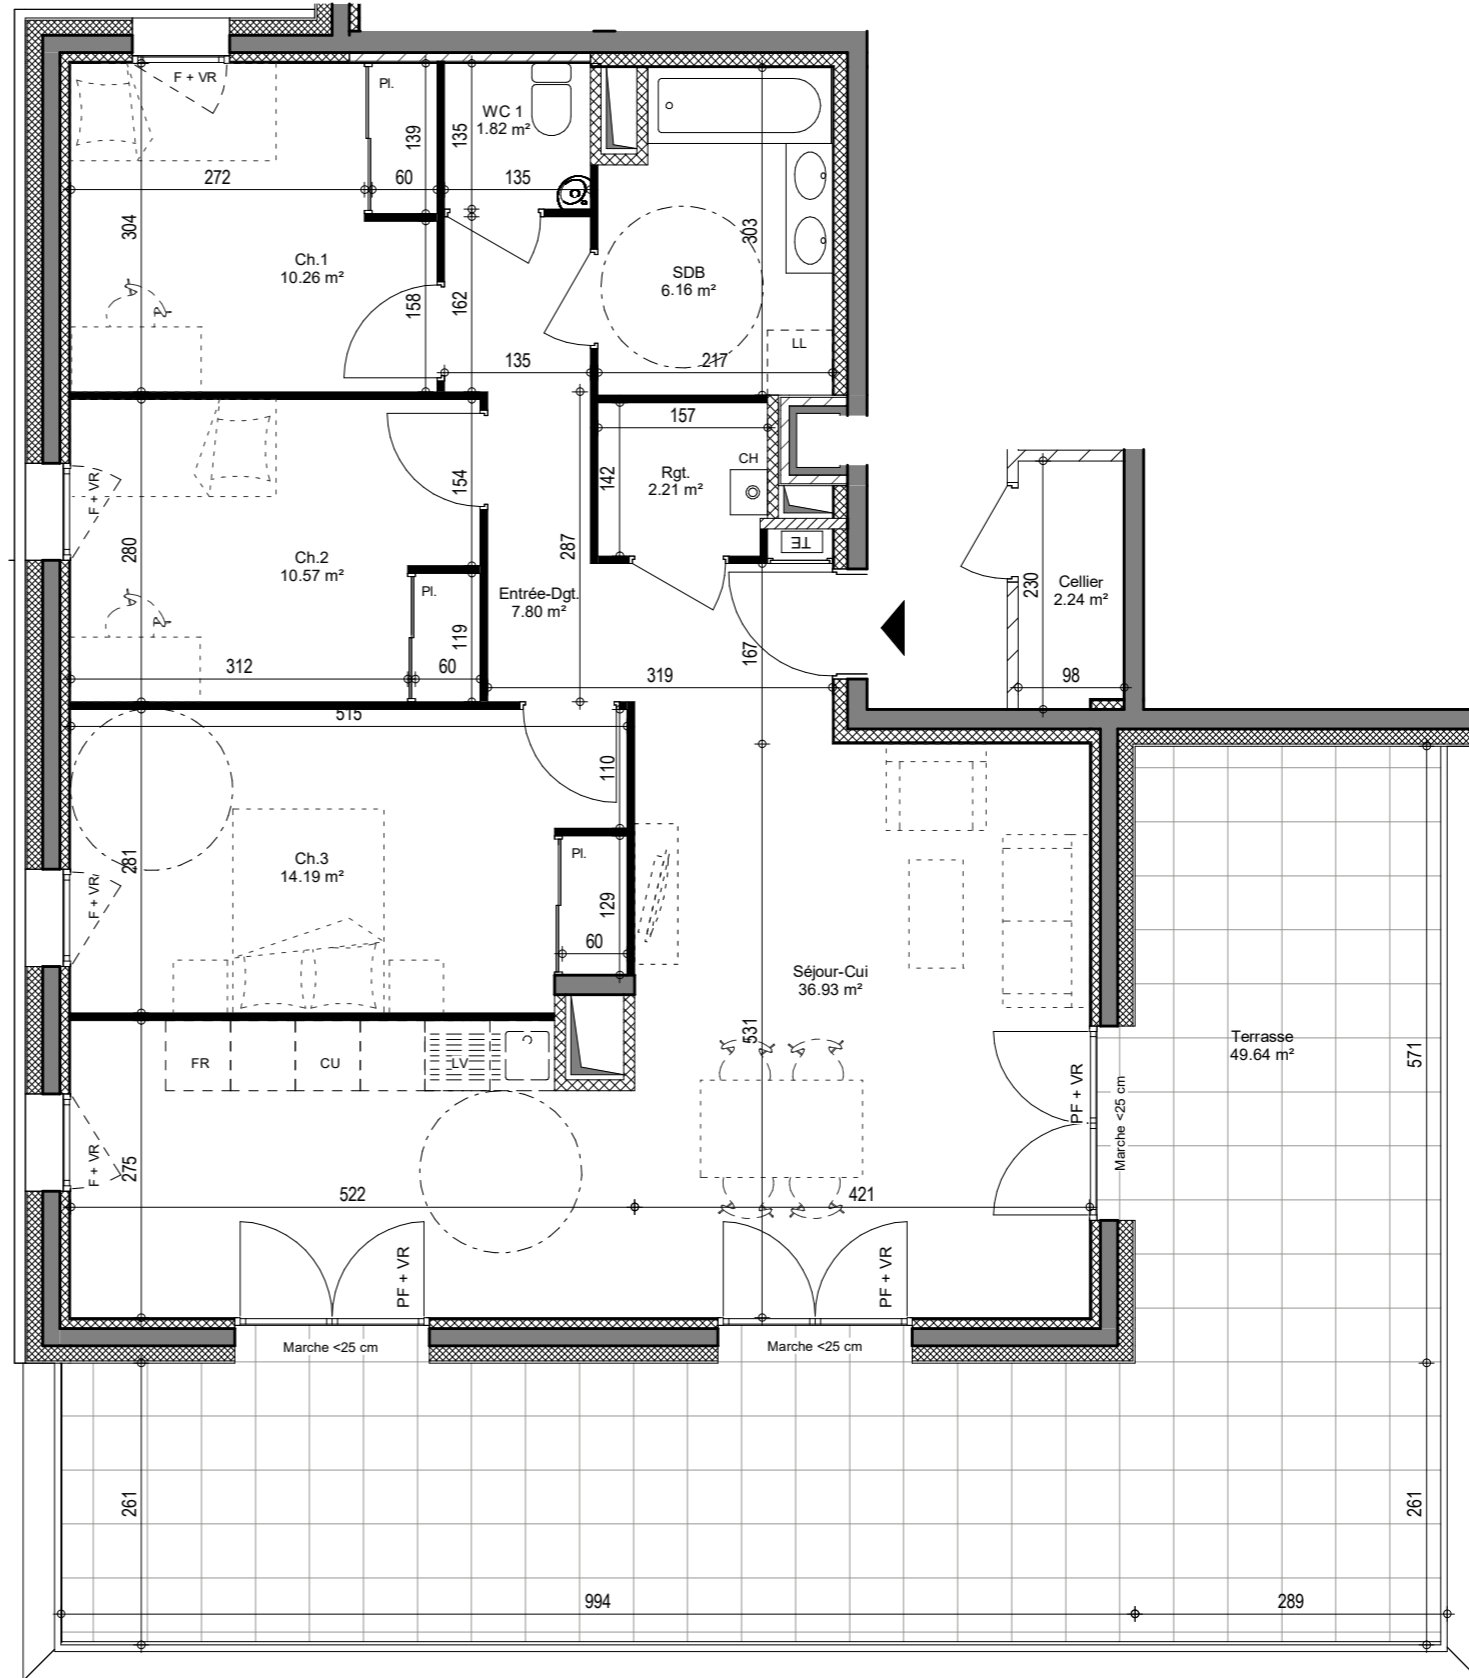 F + VR
Pl.
139
135
WC 1
1.82 m²
272
60
135
304
303
Ch.1
10.26 m²
SDB
6.16 m²
158
162
LL
135
217
157
F + VR
154
142
Rgt.
2.21 m²
CH
280
287
TE
Ch.2
10.57 m²
Pl.
119
Entrée-Dgt.
7.80 m²
230
Cellier
2.24 m²
167
312
60
319
98
515
110
281
Ch.3
14.19 m²
Pl.
F + VR
129
60
Séjour-Cui
36.93 m²
531
Terrasse
49.64 m²
571
FR
CU
LV
PF + VR
Marche <25 cm
F + VR
275
522
421
PF + VR
PF + VR
Marche <25 cm
Marche <25 cm
261
261
994
289